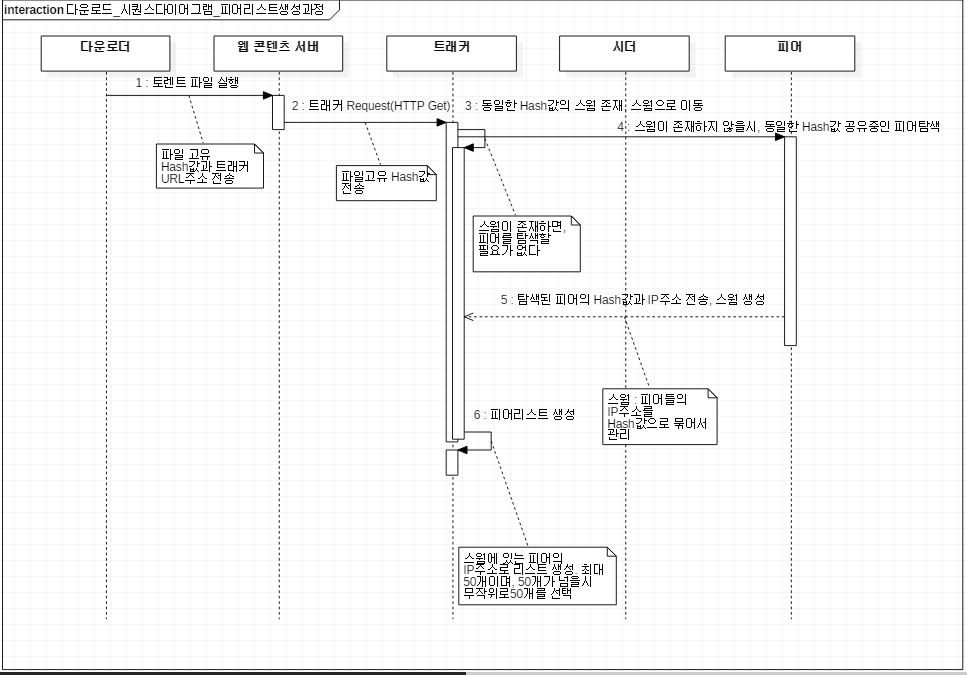 interaction 다운로드_시퀀스다이어그램_피어리스트생성과정
다운로더
웹 콘텐츠 서버
트래커
시더
피어
1 : 토렌트 파일 실행
2 : 트래커 Request(HTTP Get)
3 : 동일한 Hash값의 스웜 존재, 스웜으로 이동
4 : 스웜이 존재하지 않을시, 동일한 Hash값 공유중인 피어탐색
파일 고유
Hash값과 트래커
URL주소 전송
파일고유 Hash값
전송
스웜이 존재하면,
피어를 탐색할
필요가 없다
5 : 탐색된 피어의 Hash값과 IP주소 전송, 스웜 생성
스웜 : 피어들의
IP주소를
Hash값으로 묶어서
관리
6 : 피어리스트 생성
스웜에 있는 피어의
IP주소로 리스트 생성. 최대
50개이며, 50개가 넘을시
무작위로50개를 선택